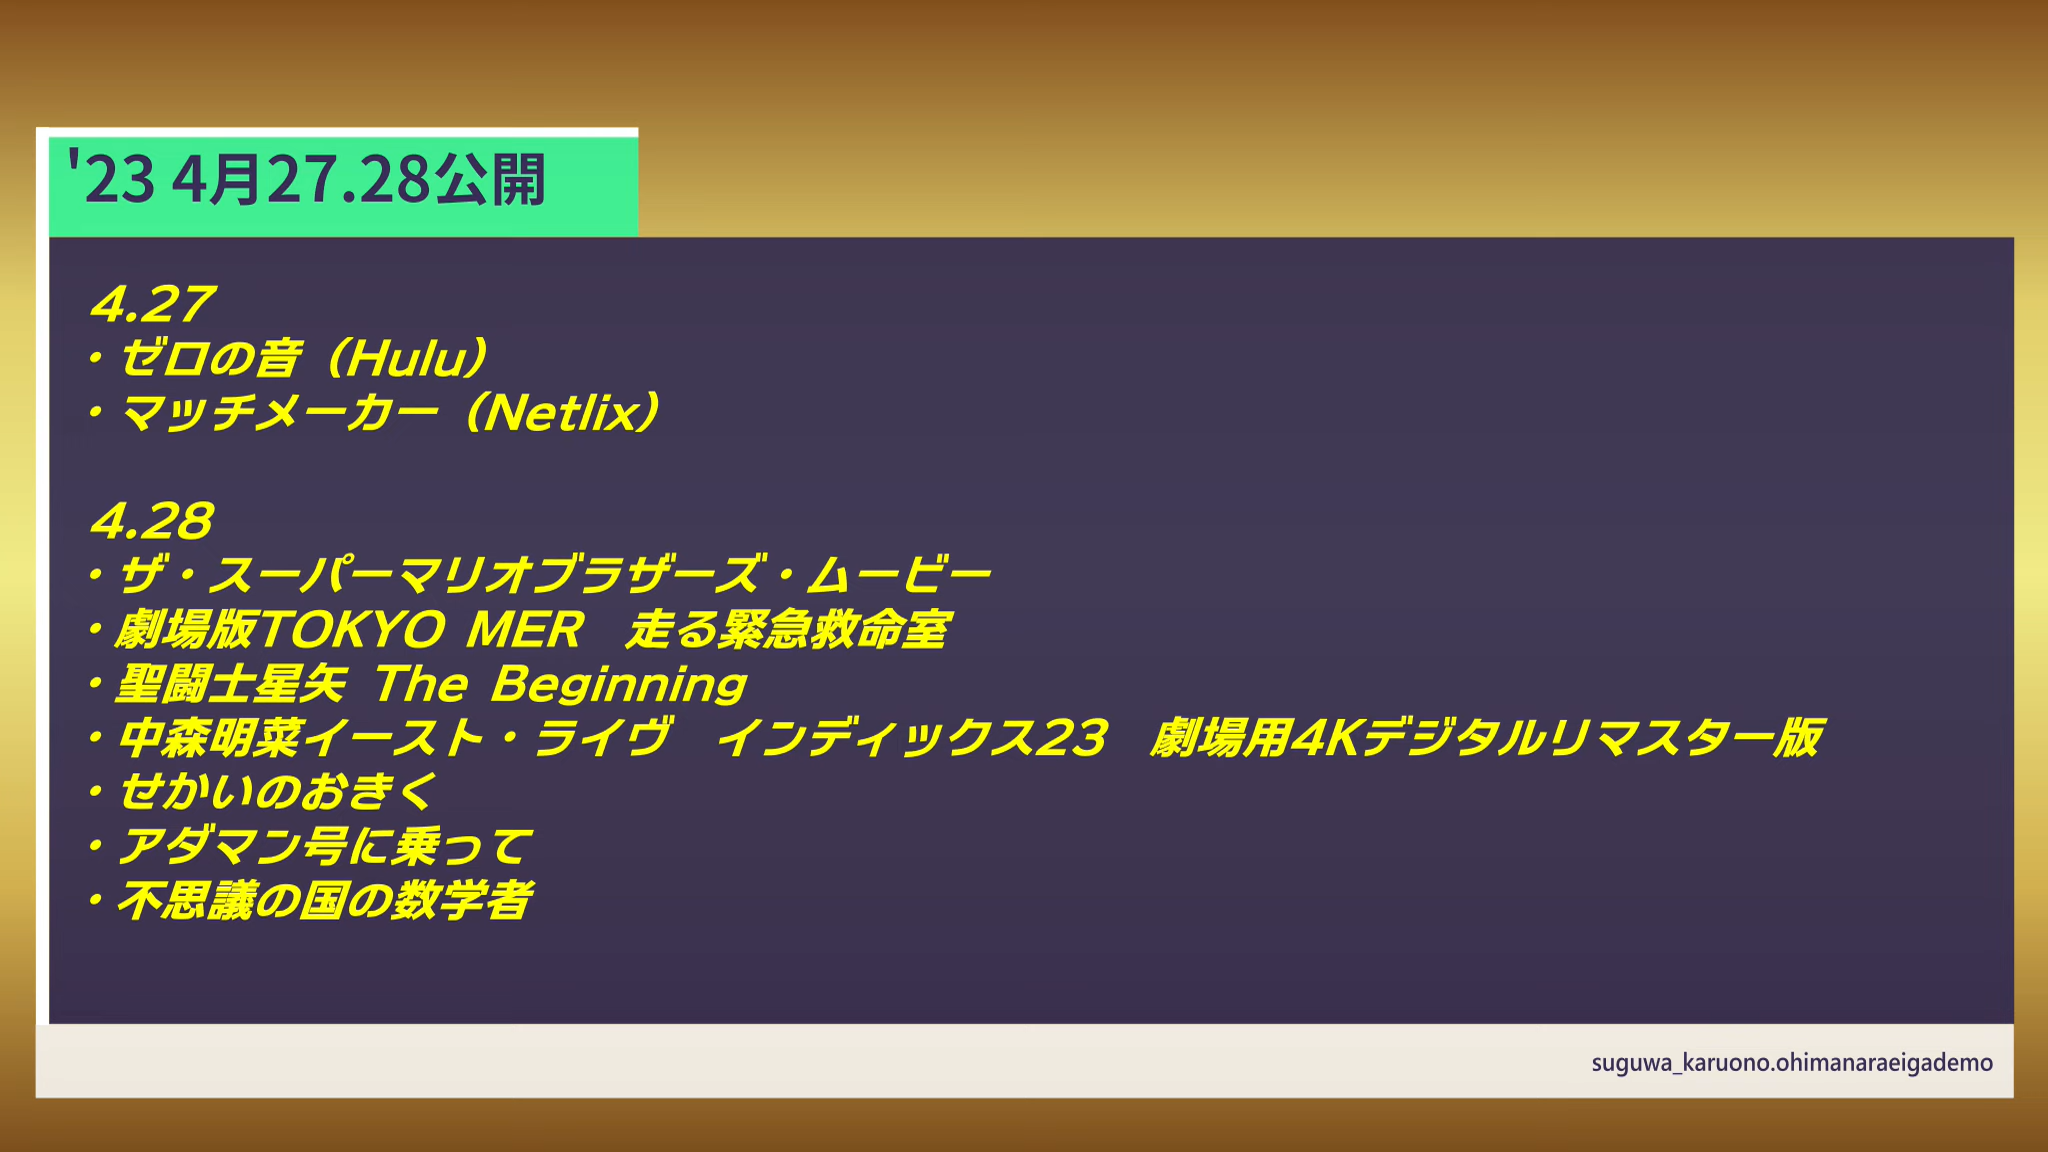 '23 4月27.28公開
4.27
・ゼロの音（Hulu）
・マッチメーカー（Netlix）
4.28
・ザ・スーパーマリオブラザーズ・ムービー
・劇場版TOKYO MER　走る緊急救命室
・聖闘士星矢 The Beginning
・中森明菜イースト・ライヴ　インディックス23　劇場用4Kデジタルリマスター版
・せかいのおきく
・アダマン号に乗って
・不思議の国の数学者
suguwa_karuono.ohimanaraeigademo